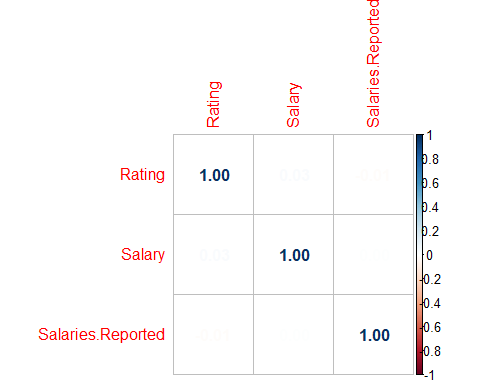 Rating
Salary
Salaries.Reported
Rating 1.00
Salary 1.00
Salaries.Reported 1.00
1
0.8
0.6
0.4
0.2
0
-0.2
-0.4
-0.6
-0.8
-1